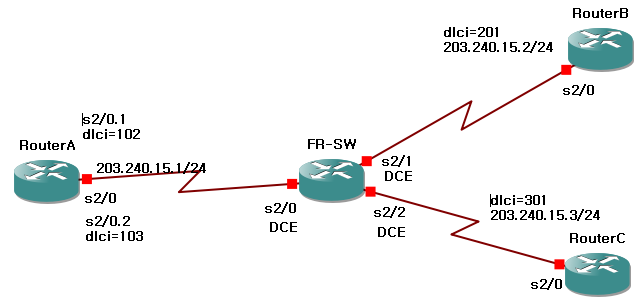 RouterB
dlci=201
203.240.15.2/24
s2/0
s2/0.1
dlci=102
RouterA
203.240.15.1/24
s2/0
s2/0.2
dlci=103
FR-SW
s2/1
DCE
s2/0
DCE
s2/2
DCE
dlci=301
203.240.15.3/24
RouterC
s2/0